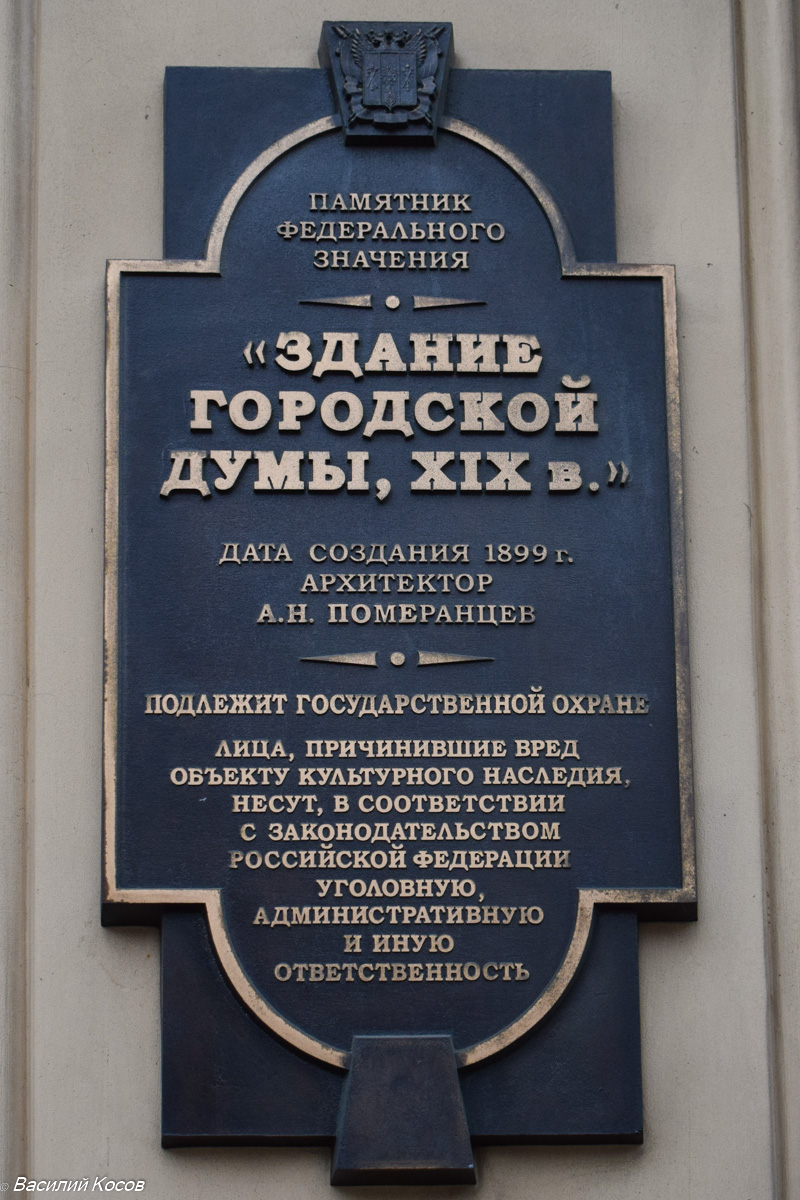 ПАМЯТНИК
ФЕДЕРАЛЬНОГО
ЗНАЧЕНИЯ
«ЗДАНИЕ
ГОРОДСКОЙ
ДУМЫ, XIX в.»
ДАТА СОЗДАНИЯ 1899 г.
АРХИТЕКТОР
А.Н. ПОМЕРАНЦЕВ
ПОДЛЕЖИТ ГОСУДАРСТВЕННОЙ ОХРАНЕ
ЛИЦА, ПРИЧИНИВШИЕ ВРЕД
ОБЪЕКТУ КУЛЬТУРНОГО НАСЛЕДИЯ,
НЕСУТ, В СООТВЕТСТВИИ
С ЗАКОНОДАТЕЛЬСТВОМ
РОССИЙСКОЙ ФЕДЕРАЦИИ
УГОЛОВНУЮ,
АДМИНИСТРАТИВНУЮ
И ИНУЮ
ОТВЕТСТВЕННОСТЬ
© Василий Косов